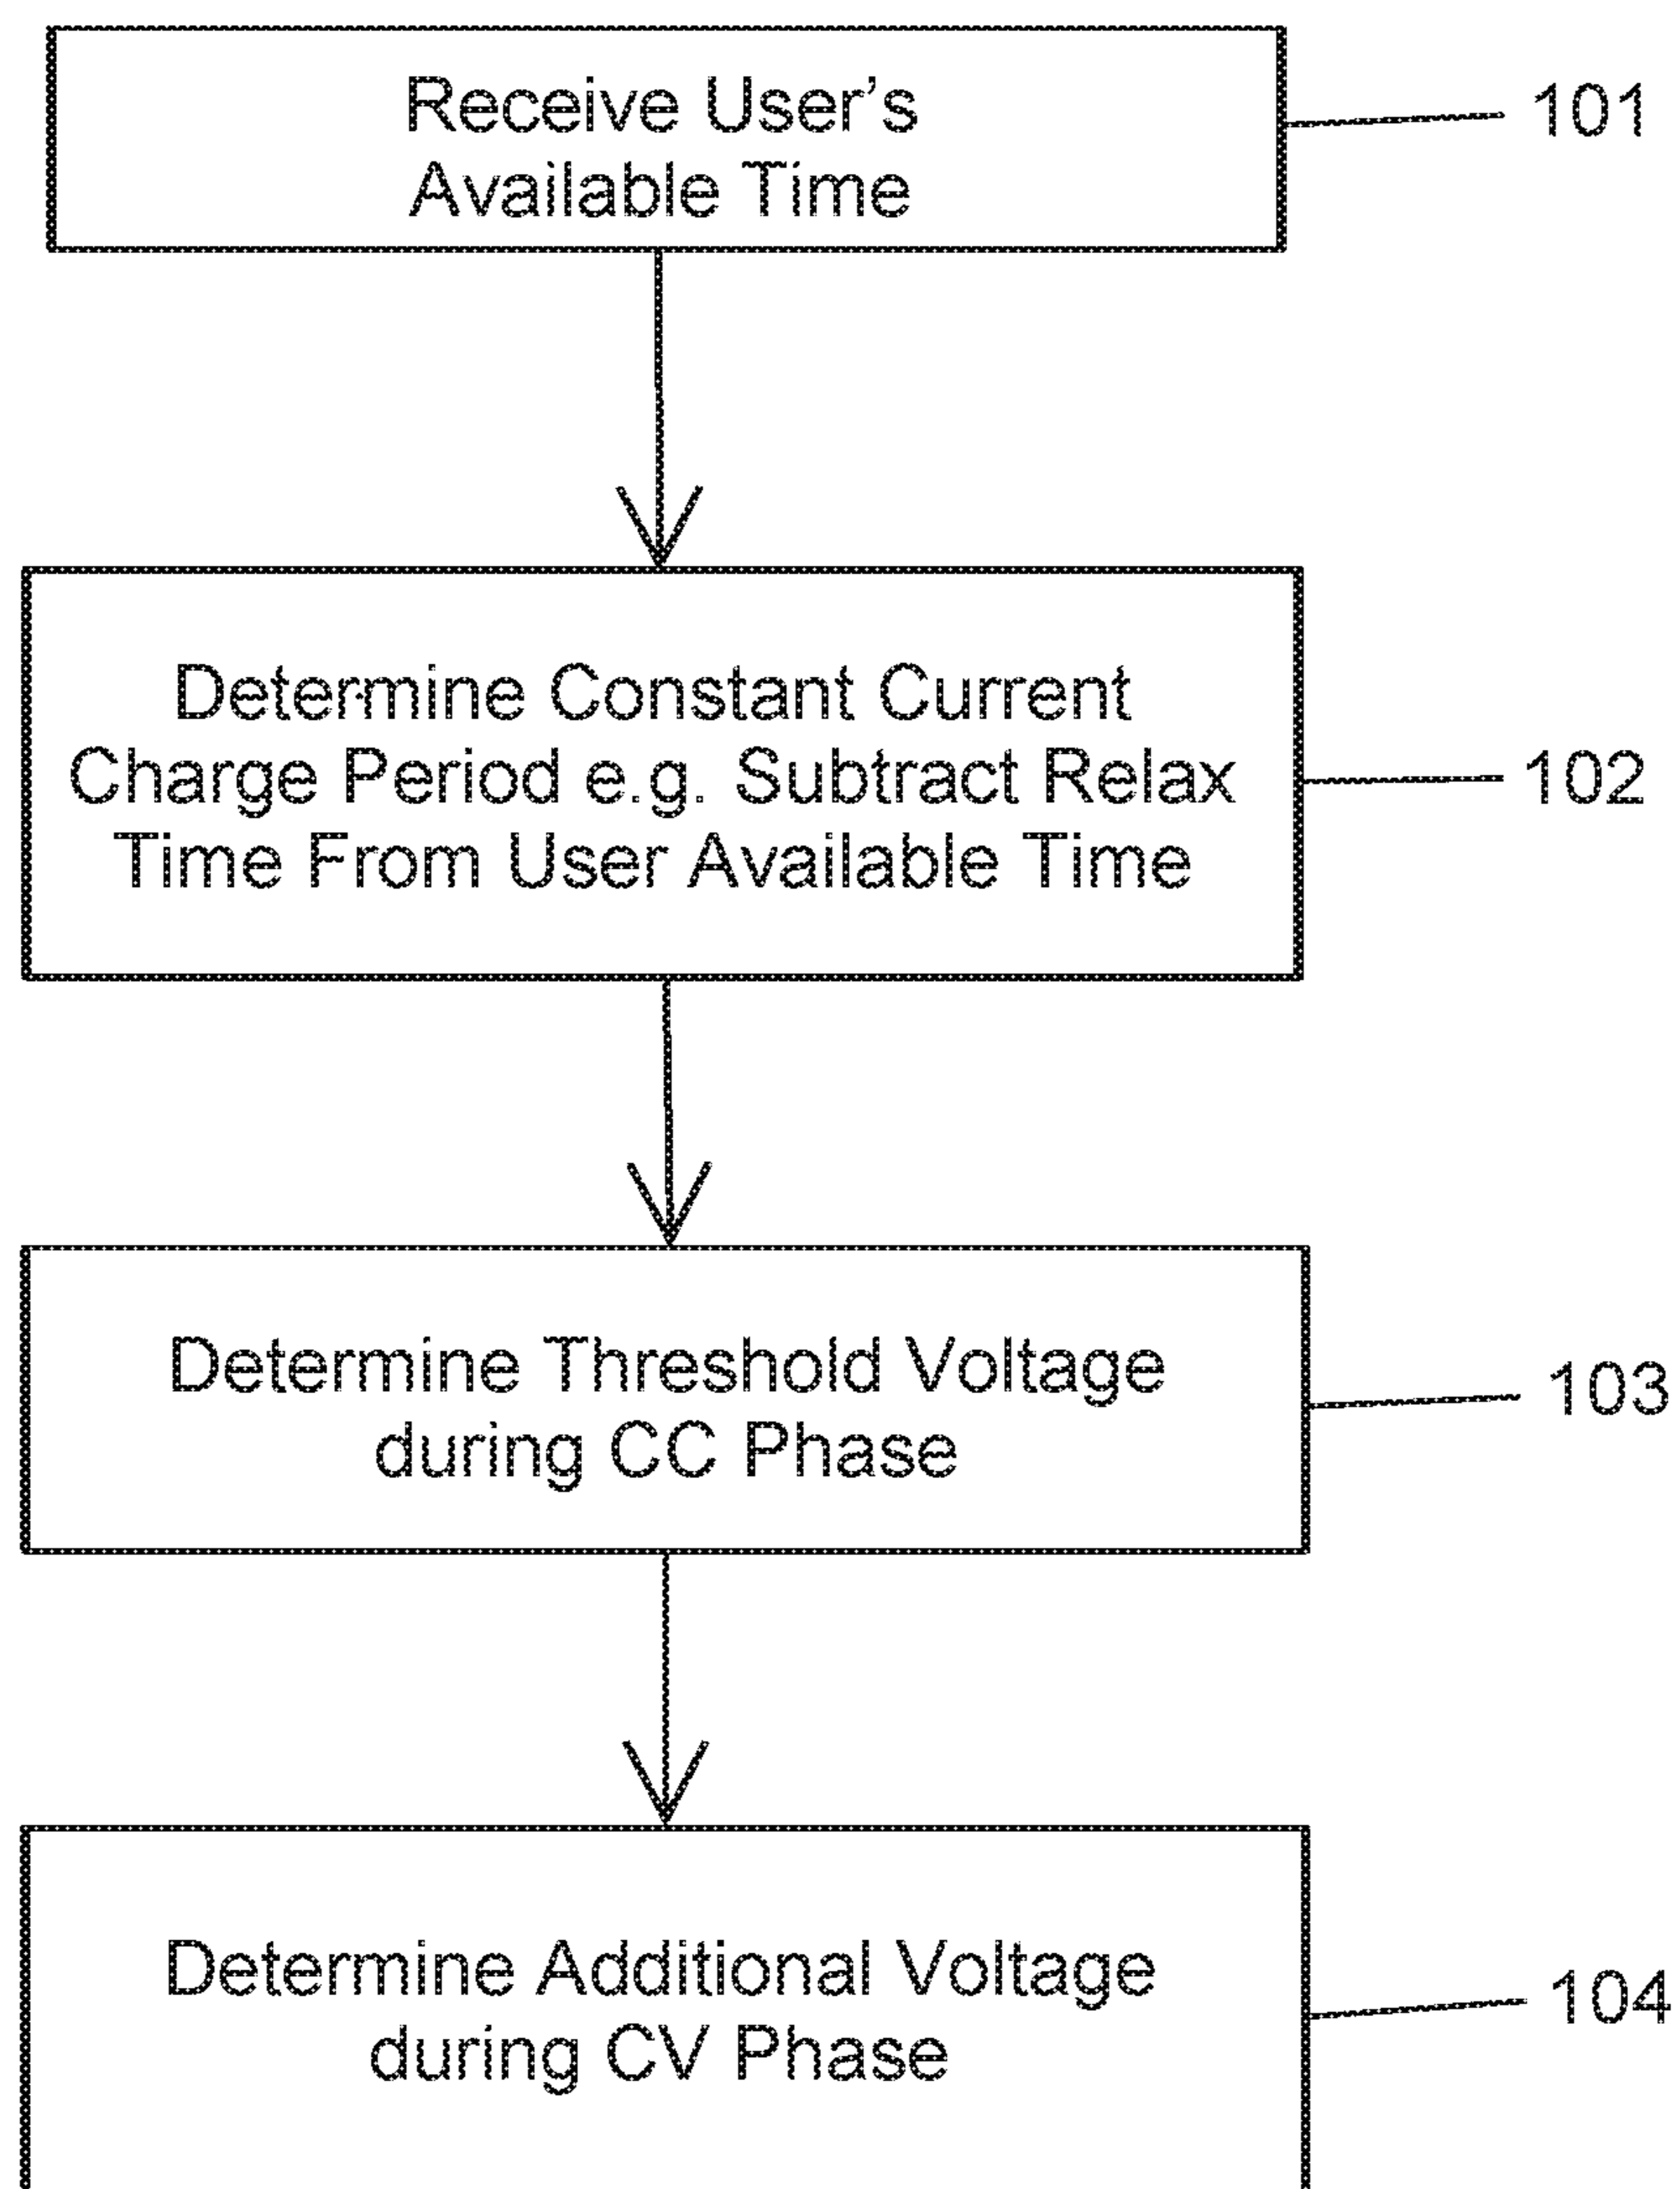 Receive User's
Available Time
101
Determine Constant Current
Charge Period e.g. Subtract Relax
Time From User Available Time
102
Determine Threshold Voltage
during CC Phase
103
Determine Additional Voltage
during CV Phase
104